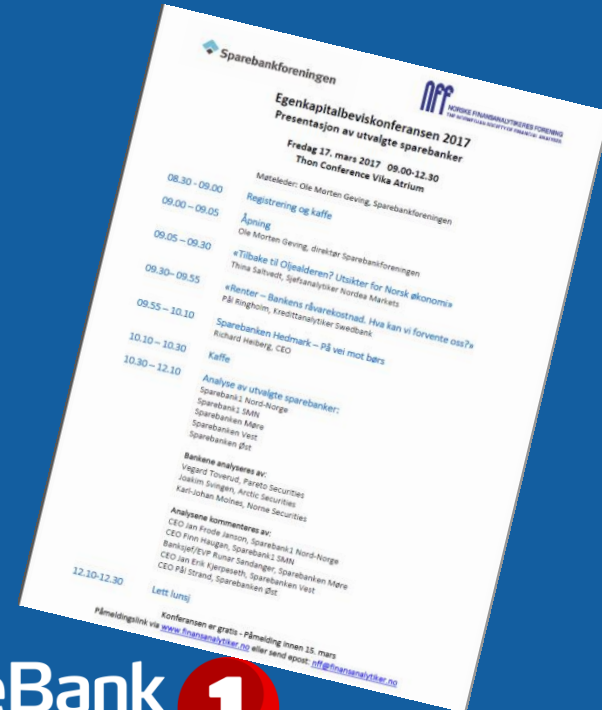 Sparebankforeningen
NFF NORSKE FINANSANALYTIKERES FORENING
THE NORWEGIAN SOCIETY OF FINANCIAL ANALYSTS
Egenkapitalbeviskonferansen 2017
Presentasjon av utvalgte sparebanker
Fredag 17. mars 2017 09.00-12.30
Thon Conference Vika Atrium
Møteleder: Ole Morten Geving, Sparebankforeningen
08.30 - 09.00 Registrering og kaffe
09.00 – 09.05 Åpning
Ole Morten Geving, direktør Sparebankforeningen
09.05 – 09.30 «Tilbake til Oljealderen? Utsikter for Norsk økonomi»
Thina Saltvedt, Sjefsanalytiker Nordea Markets
09.30– 09.55 «Renter – Bankens råvarekostnad. Hva kan vi forvente oss?»
Pål Ringholm, Kredittanalytiker Swedbank
09.55 – 10.10 Sparebanken Hedmark – På vei mot børs
Richard Heiberg, CEO
10.10 – 10.30 Kaffe
10.30 – 12.10 Analyse av utvalgte sparebanker:
Sparebank1 Nord-Norge
Sparebank1 SMN
Sparebanken Møre
Sparebanken Vest
Sparebanken Øst
Bankene analyseres av:
Vegard Toverud, Pareto Securities
Joakim Svingen, Arctic Securities
Karl-Johan Molnes, Norne Securities
Analysene kommenteres av:
CEO Jan Frode Janson, Sparebank1 Nord-Norge
CEO Finn Haugan, Sparebank1 SMN
Banksjef/EVP Runar Sandanger, Sparebanken Møre
CEO Jan Erik Kjerpeseth, Sparebanken Vest
CEO Pål Strand, Sparebanken Øst
12.10-12.30 Lett lunsj
Konferansen er gratis - Påmelding innen 15. mars
Påmeldingslink via www.finansanalytiker.no eller send epost: nff@finansanalytiker.no
eBank 1